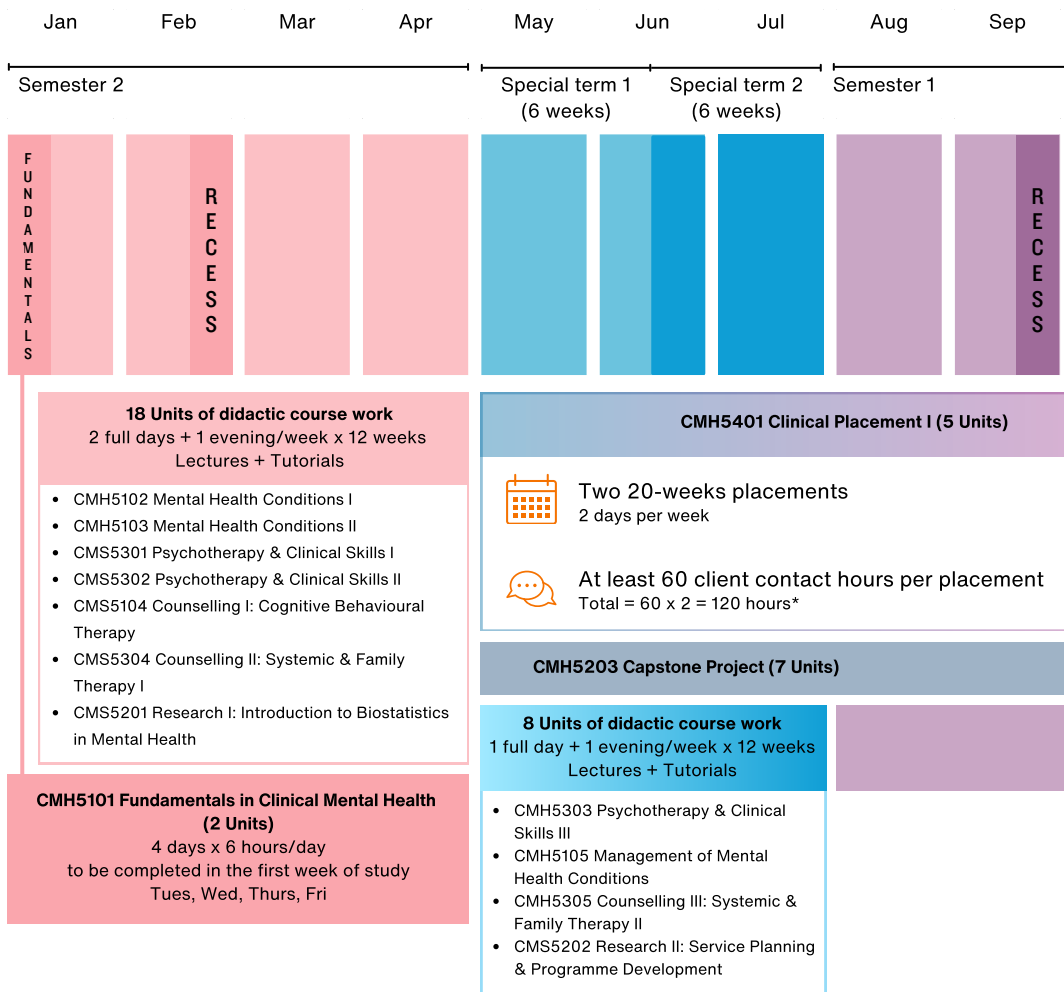 Jan Feb Mar Apr May Jun Jul Aug Sep
Semester 2
Special term 1
(6 weeks)
Special term 2
(6 weeks)
Semester 1
FUNDAMENTALS
RECESS
RECESS
18 Units of didactic course work
2 full days + 1 evening/week x 12 weeks
Lectures + Tutorials
• CMH5102 Mental Health Conditions I
• CMH5103 Mental Health Conditions II
• CMS5301 Psychotherapy & Clinical Skills I
• CMS5302 Psychotherapy & Clinical Skills II
• CMS5104 Counselling I: Cognitive Behavioural
Therapy
• CMS5304 Counselling II: Systemic & Family
Therapy I
• CMS5201 Research I: Introduction to Biostatistics
in Mental Health
CMH5101 Fundamentals in Clinical Mental Health
(2 Units)
4 days x 6 hours/day
to be completed in the first week of study
Tues, Wed, Thurs, Fri
CMH5401 Clinical Placement I (5 Units)
Two 20-weeks placements
2 days per week
At least 60 client contact hours per placement
Total = 60 x 2 = 120 hours*
CMH5203 Capstone Project (7 Units)
8 Units of didactic course work
1 full day + 1 evening/week x 12 weeks
Lectures + Tutorials
• CMH5303 Psychotherapy & Clinical
Skills III
• CMH5105 Management of Mental
Health Conditions
• CMH5305 Counselling III: Systemic &
Family Therapy II
• CMS5202 Research II: Service Planning
& Programme Development